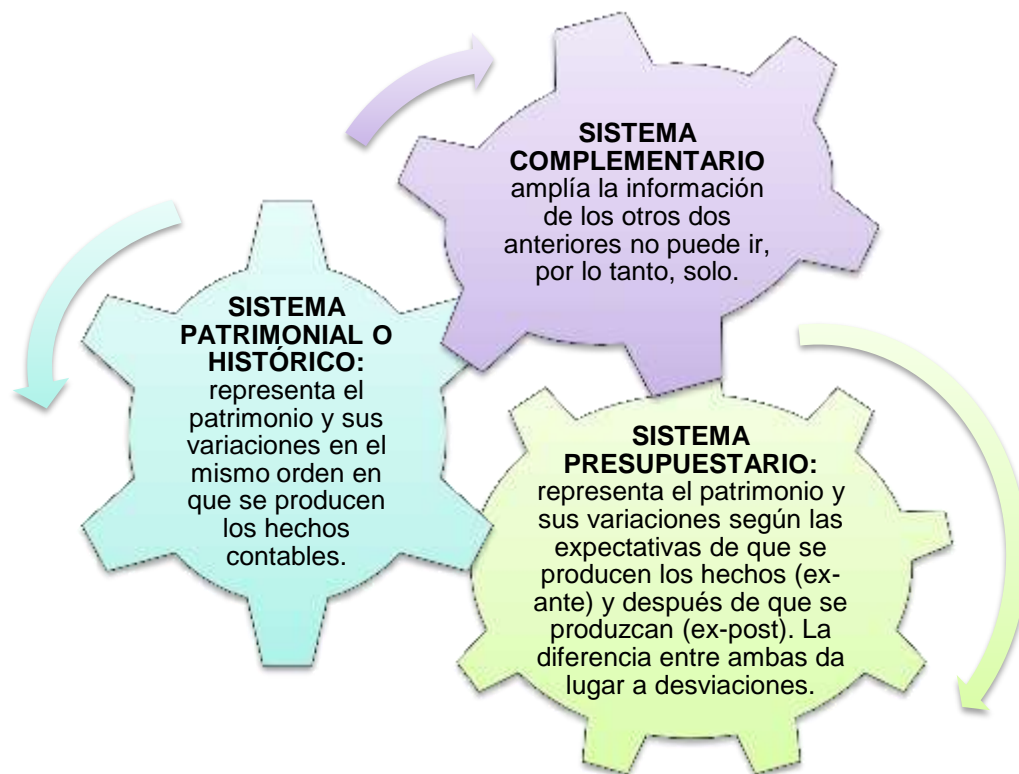 SISTEMA
COMPLEMENTARIO
amplía la información
de los otros dos
anteriores no puede ir,
por lo tanto, solo.
SISTEMA
PATRIMONIAL O
HISTÓRICO:
representa el
patrimonio y sus
variaciones en el
mismo orden en
que se producen
los hechos
contables.
SISTEMA
PRESUPUESTARIO:
representa el patrimonio y
sus variaciones según las
expectativas de que se
producen los hechos (ex-
ante) y después de que se
produzcan (ex-post). La
diferencia entre ambas da
lugar a desviaciones.